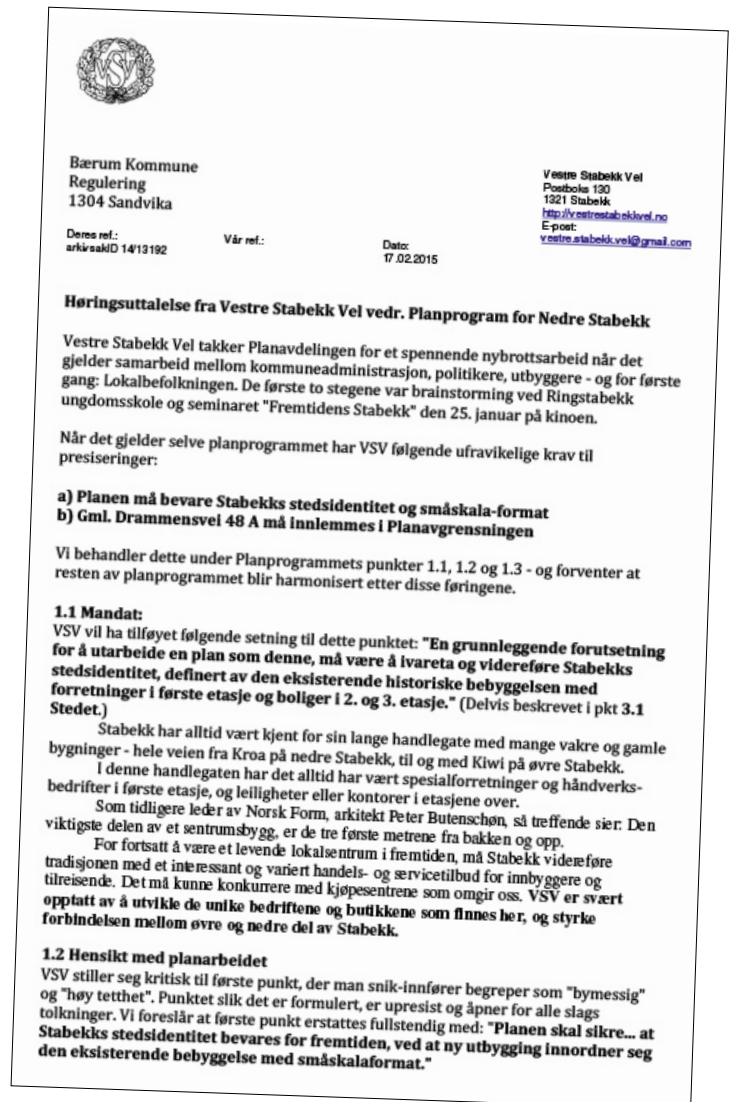 VSV
Bærum Kommune
Regulering
1304 Sandvika
Vestre Stabekk Vel
Postboks 130
1321 Stabekk
http://vestrestabekkvel.no
E-post:
vestre.stabekk.vel@gmail.com
Deres ref.:
arkivsakID 14/13192
Vår ref.:
Dato:
17.02.2015
Høringsuttalelse fra Vestre Stabekk Vel vedr. Planprogram for Nedre Stabekk
Vestre Stabekk Vel takker Planavdelingen for et spennende nybrottsarbeid når det
gjelder samarbeid mellom kommuneadministrasjon, politikere, utbyggere - og for første
gang: Lokalbefolkningen. De første to stegene var brainstorming ved Ringstabekk
ungdomsskole og seminaret "Fremtidens Stabekk" den 25. januar på kinoen.
Når det gjelder selve planprogrammet har VSV følgende ufravikelige krav til
presiseringer:
a) Planen må bevare Stabekks stedsidentitet og småskala-format
b) Gml. Drammensvei 48 A må innlemmes i Planavgrensningen
Vi behandler dette under Planprogrammets punkter 1.1, 1.2 og 1.3 - og forventer at
resten av planprogrammet blir harmonisert etter disse føringene.
1.1 Mandat:
VSV vil ha tilføyet følgende setning til dette punktet: "En grunnleggende forutsetning
for å utarbeide en plan som denne, må være å ivareta og videreføre Stabekks
stedsidentitet, definert av den eksisterende historiske bebyggelsen med
forretninger i første etasje og boliger i 2. og 3. etasje." (Delvis beskrevet i pkt 3.1
Stedet.)
Stabekk har alltid vært kjent for sin lange handlegate med mange vakre og gamle
bygninger - hele veien fra Kroa på nedre Stabekk, til og med Kiwi på øvre Stabekk.
I denne handlegaten har det alltid har vært spesialforretninger og håndverks-
bedrifter i første etasje, og leiligheter eller kontorer i etasjene over.
Som tidligere leder av Norsk Form, arkitekt Peter Butenschøn, så treffende sier: Den
viktigste delen av et sentrumsbygg, er de tre første metrene fra bakken og opp.
For fortsatt å være et levende lokalsentrum i fremtiden, må Stabekk videreføre
tradisjonen med et interessant og variert handels- og servicetilbud for innbyggere og
tilreisende. Det må kunne konkurrere med kjøpesentrene som omgir oss. VSV er svært
opptatt av å utvikle de unike bedriftene og butikkene som finnes her, og styrke
forbindelsen mellom øvre og nedre del av Stabekk.
1.2 Hensikt med planarbeidet
VSV stiller seg kritisk til første punkt, der man snik-innfører begreper som "bymessig"
og "høy tetthet". Punktet slik det er formulert, er upresist og åpner for alle slags
tolkninger. Vi foreslår at første punkt erstattes fullstendig med: "Planen skal sikre... at
Stabekks stedsidentitet bevares for fremtiden, ved at ny utbygging innordner seg
den eksisterende bebyggelse med småskalaformat."